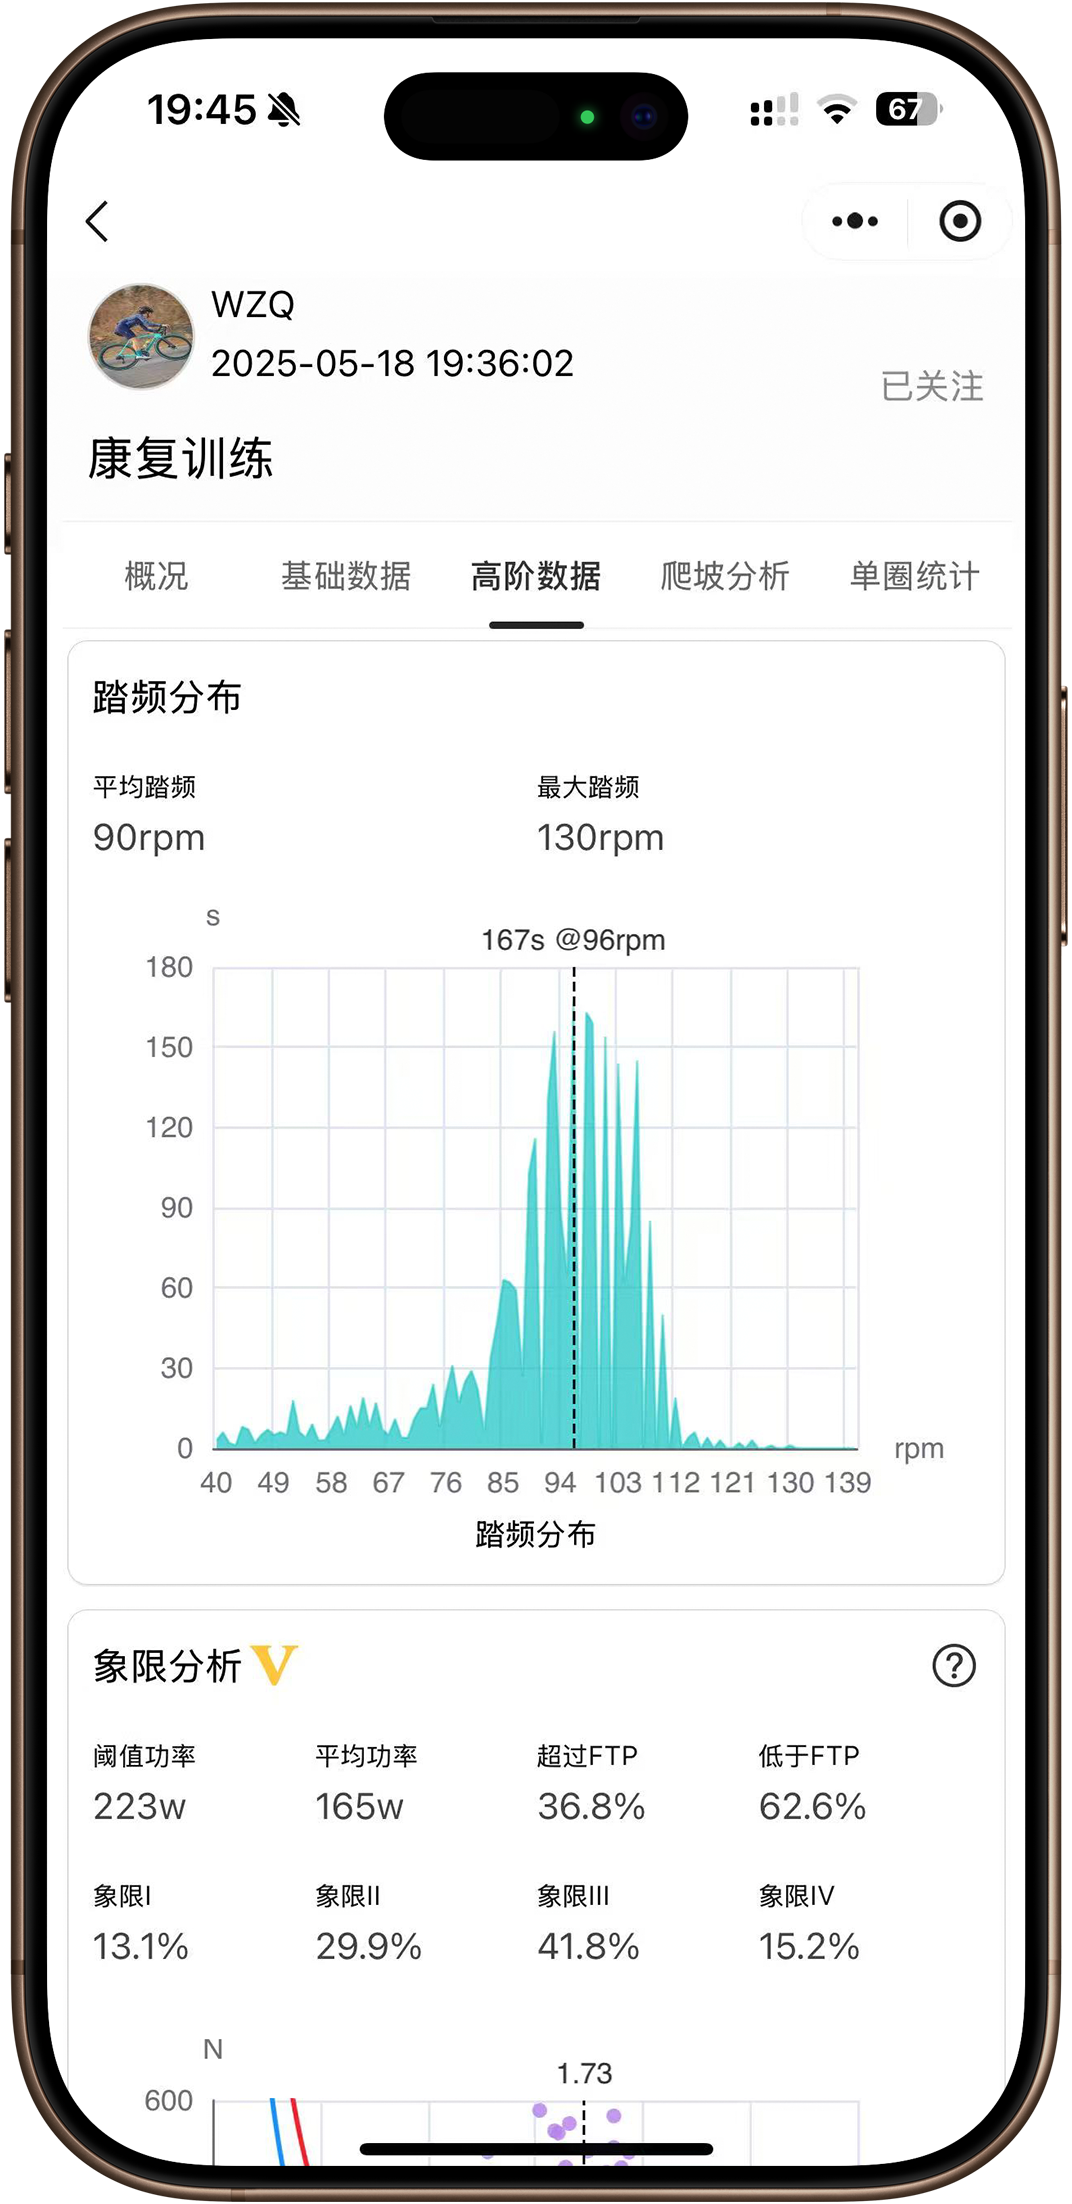 19:45
67
WZQ
2025-05-18 19:36:02
已关注
康复训练
概况 基础数据 高阶数据 爬坡分析 单圈统计
踏频分布
平均踏频 最大踏频
90rpm 130rpm
s
167s @96rpm
180
150
120
90
60
30
0
rpm
40 49 58 67 76 85 94 103 112 121 130 139
踏频分布
象限分析 V
?
阈值功率 平均功率 超过FTP 低于FTP
223w 165w 36.8% 62.6%
象限I 象限II 象限III 象限IV
13.1% 29.9% 41.8% 15.2%
N
1.73
600